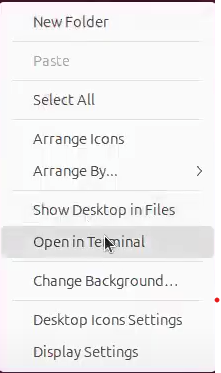 New Folder
Paste
Select All
Arrange Icons
Arrange By...
Show Desktop in Files
Open in Terminal
Change Background…
Desktop Icons Settings
Display Settings